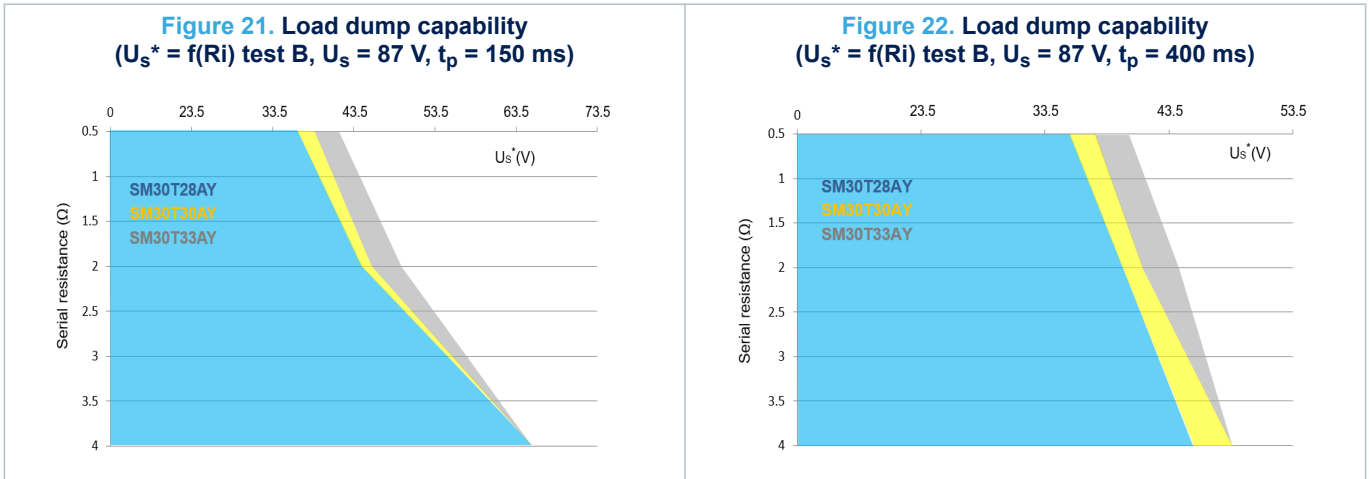 Figure 21. Load dump capability
(Us* = f(Ri) test B, Us = 87 V, tp = 150 ms)
0 23.5 33.5 43.5 53.5 63.5 73.5
Us*(V)
Serial resistance (Ω)
0.5
1
1.5
2
2.5
3
3.5
4
SM30T28AY
SM30T30AY
SM30T33AY
Figure 22. Load dump capability
(Us* = f(Ri) test B, Us = 87 V, tp = 400 ms)
0 23.5 33.5 43.5 53.5
Us*(V)
Serial resistance (Ω)
0.5
1
1.5
2
2.5
3
3.5
4
SM30T28AY
SM30T30AY
SM30T33AY